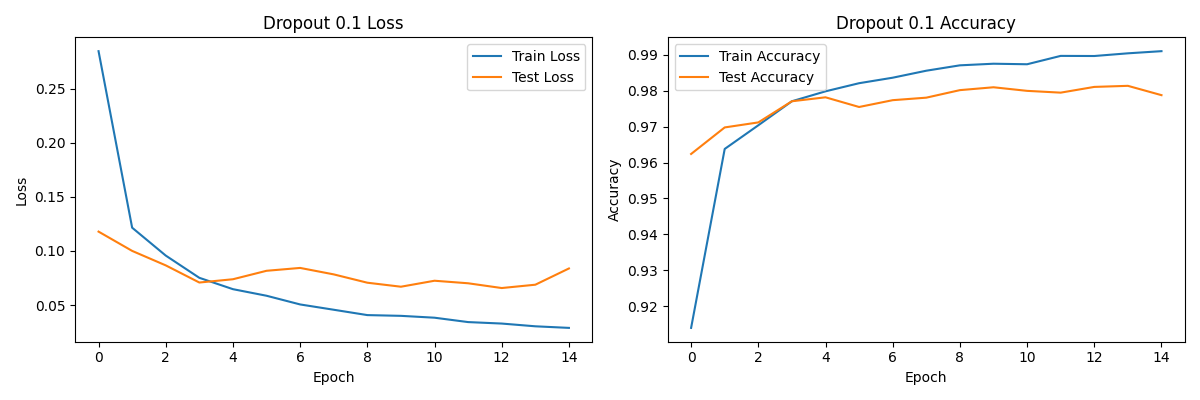 Dropout 0.1 Loss
Train Loss
Test Loss
0.25
0.20
0.15
0.10
0.05
Loss
0 2 4 6 8 10 12 14
Epoch
Dropout 0.1 Accuracy
Train Accuracy
Test Accuracy
0.99
0.98
0.97
0.96
0.95
0.94
0.93
0.92
Accuracy
0 2 4 6 8 10 12 14
Epoch